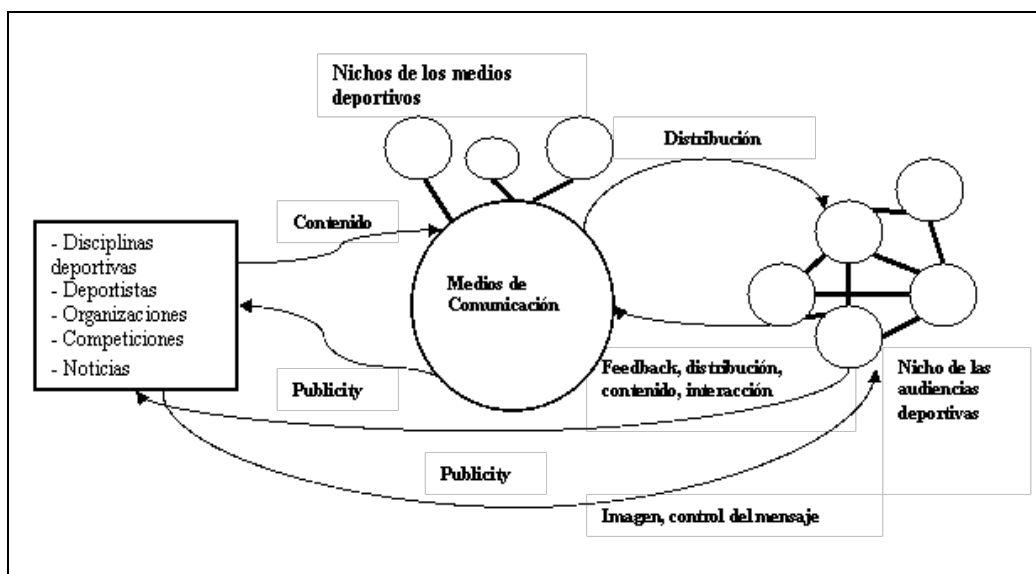 Nichos de los medios
deportivos
Distribución
Contenido
- Disciplinas
deportivas
- Deportistas
- Organizaciones
- Competiciones
- Noticias
Medios de
Comunicación
Publicity
Feedback, distribución,
contenido, interacción
Nicho de las
audiencias
deportivas
Publicity
Imagen, control del mensaje